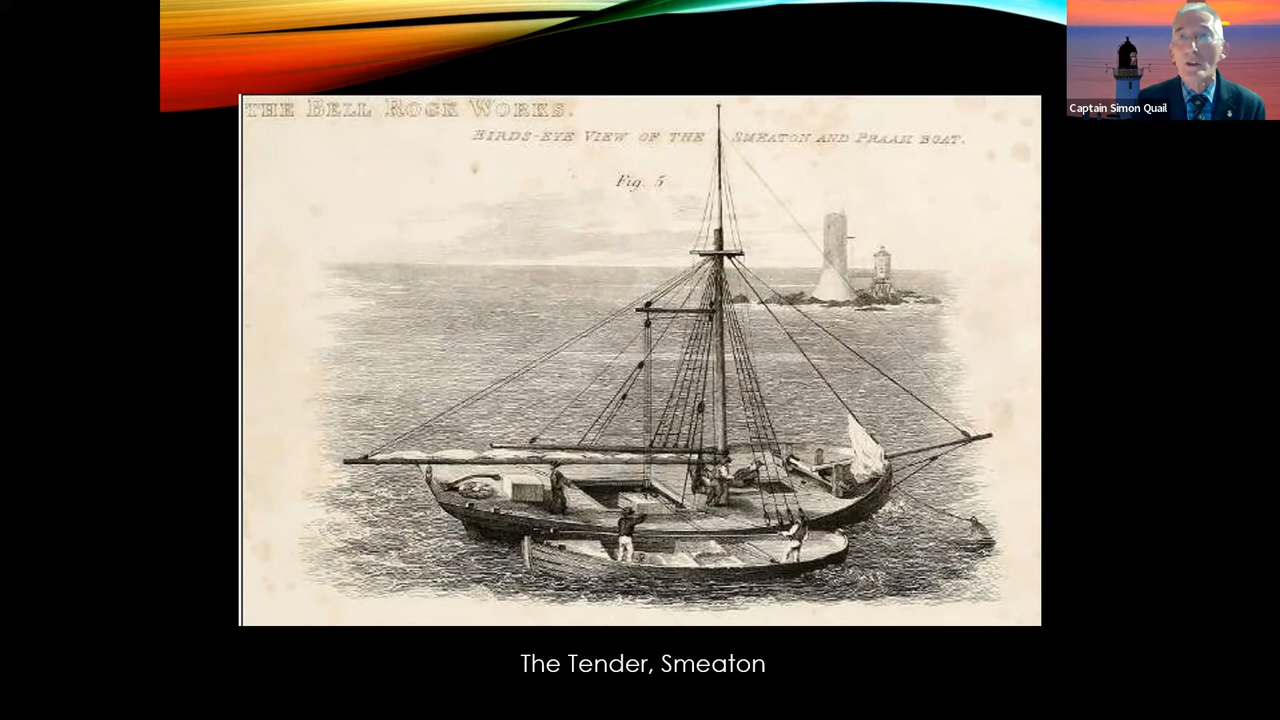 THE BELL ROCK WORKS.
BIRDS-EYE VIEW OF THE SMEATON AND PRAAM BOAT.
Fig. 5
Captain Simon Quail
The Tender, Smeaton